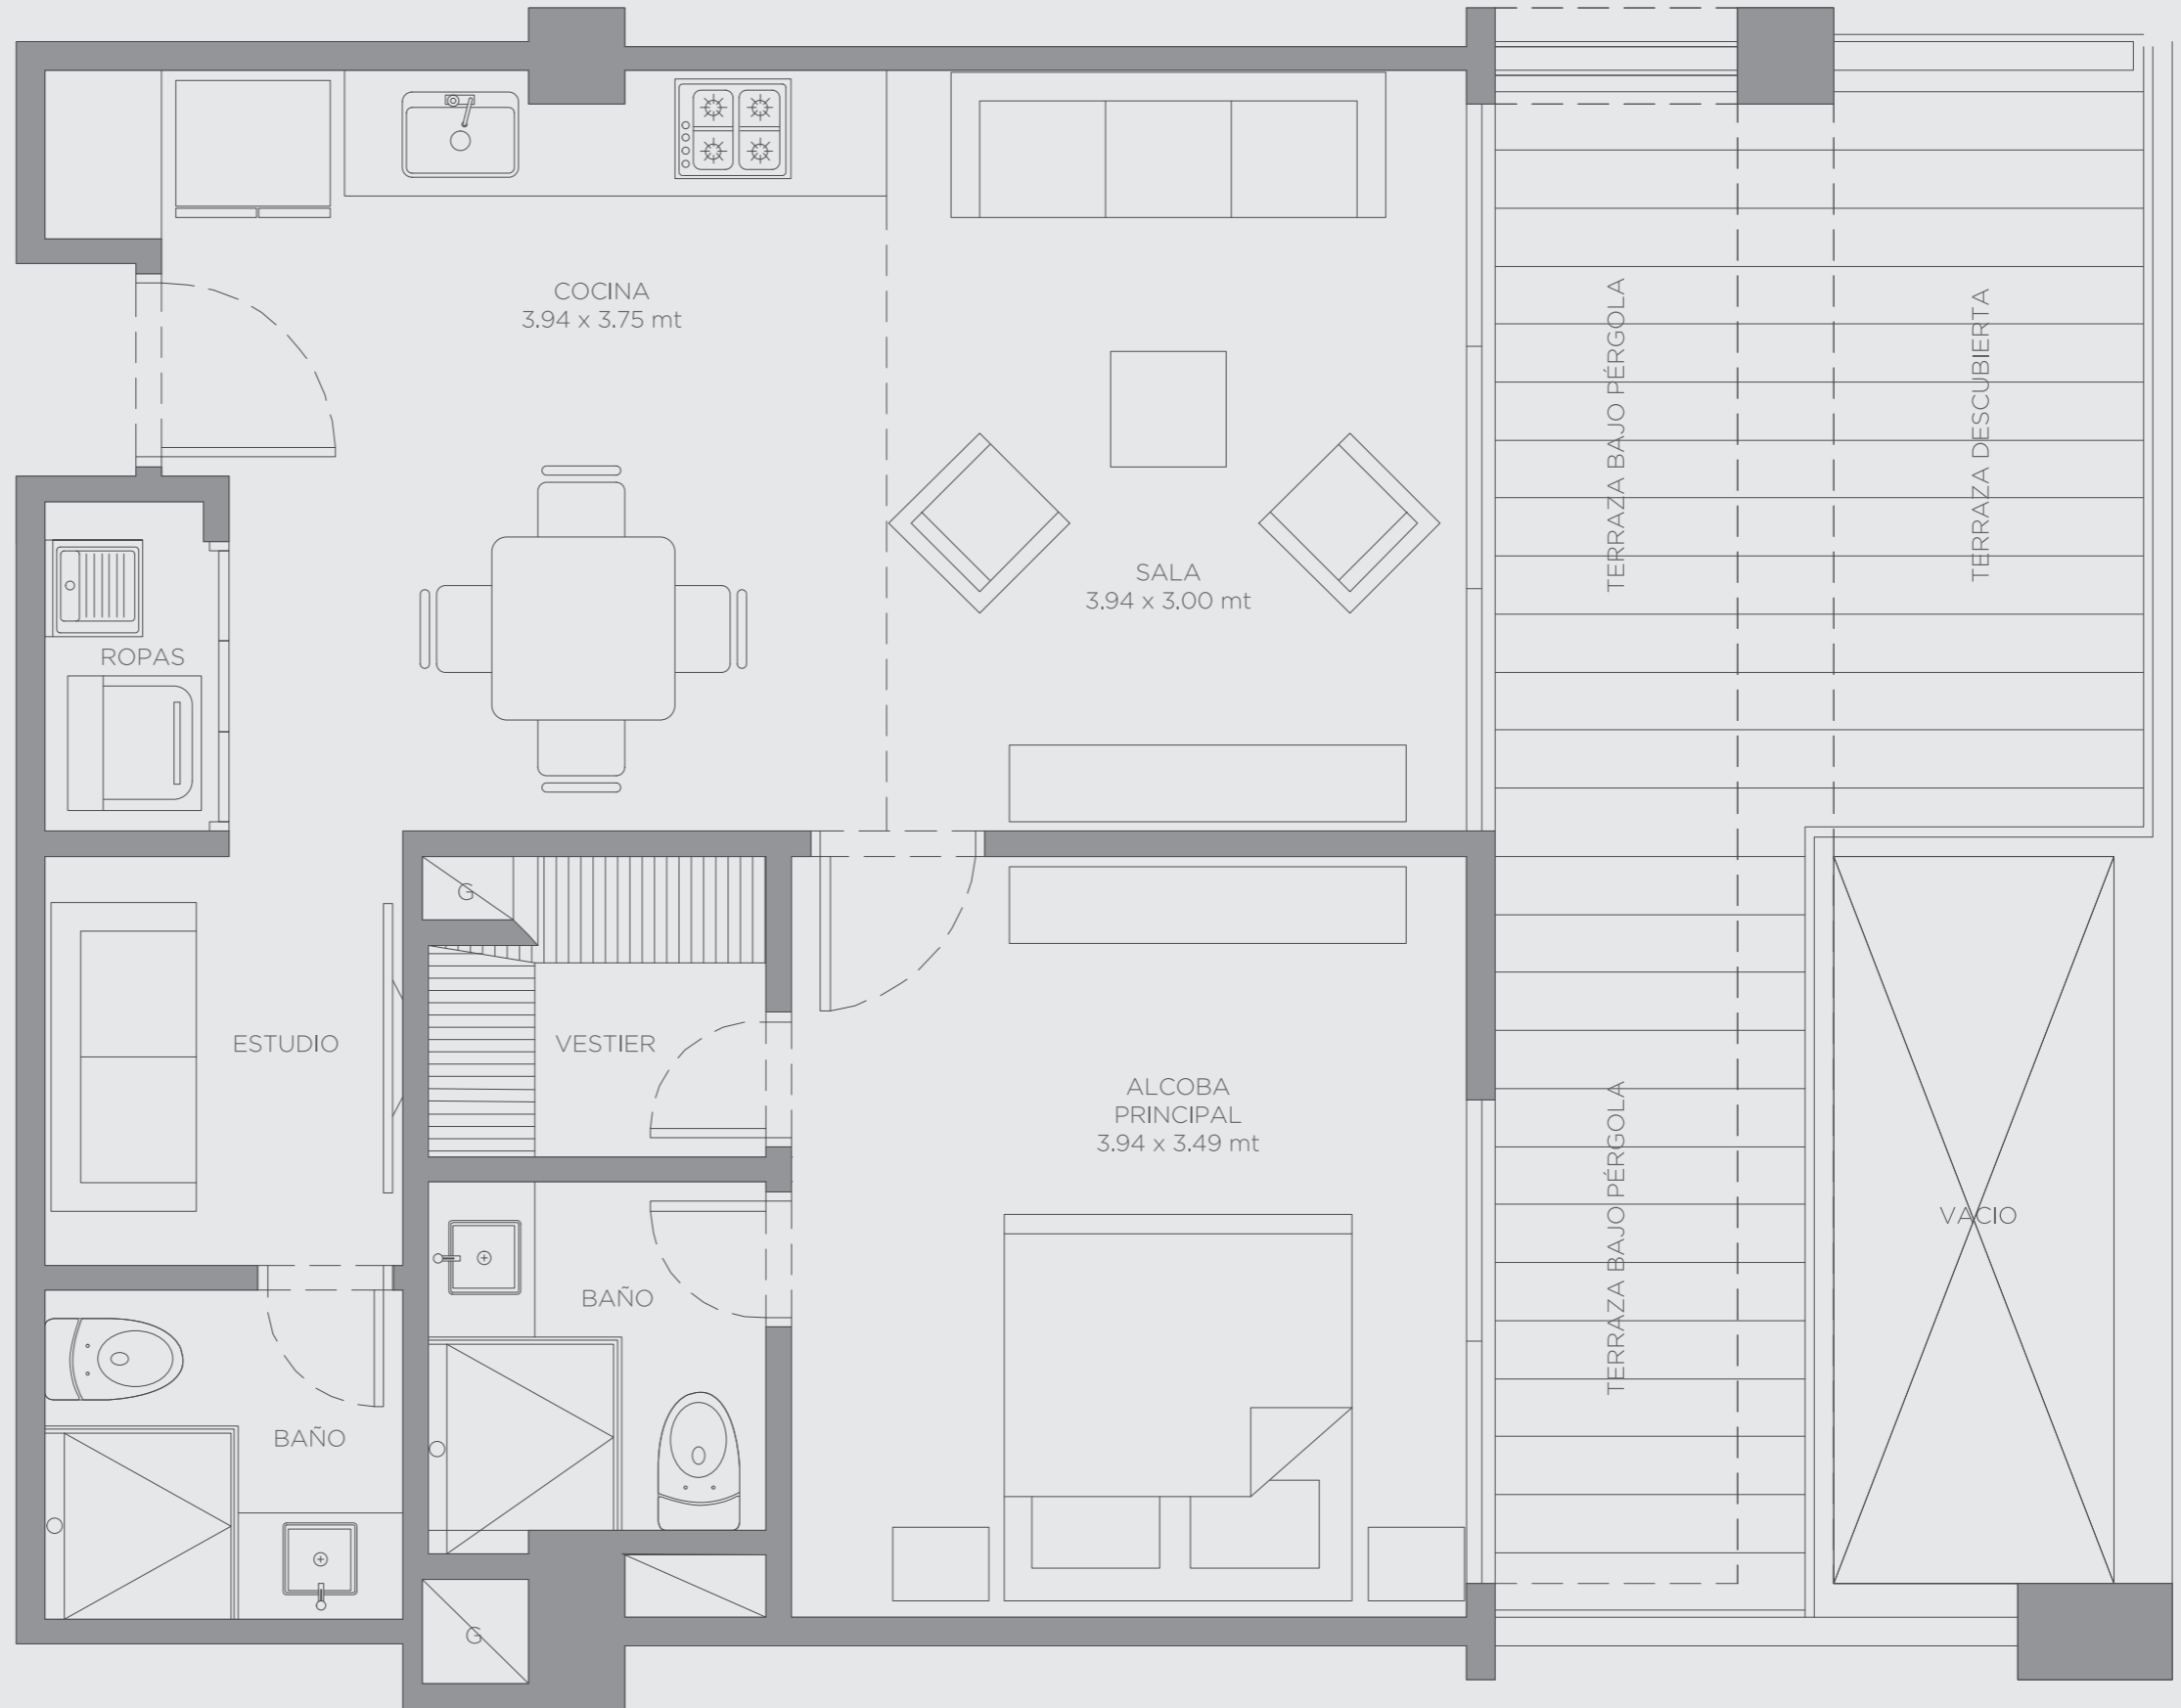 COCINA
3.94 x 3.75 mt
TERRAZA BAJO PÉRGOLA
TERRAZA DESCUBIERTA
SALA
3.94 x 3.00 mt
ROPAS
G
ESTUDIO
VESTIER
ALCOBA
PRINCIPAL
3.94 x 3.49 mt
TERRAZA BAJO PÉRGOLA
VACIO
BAÑO
BAÑO
G